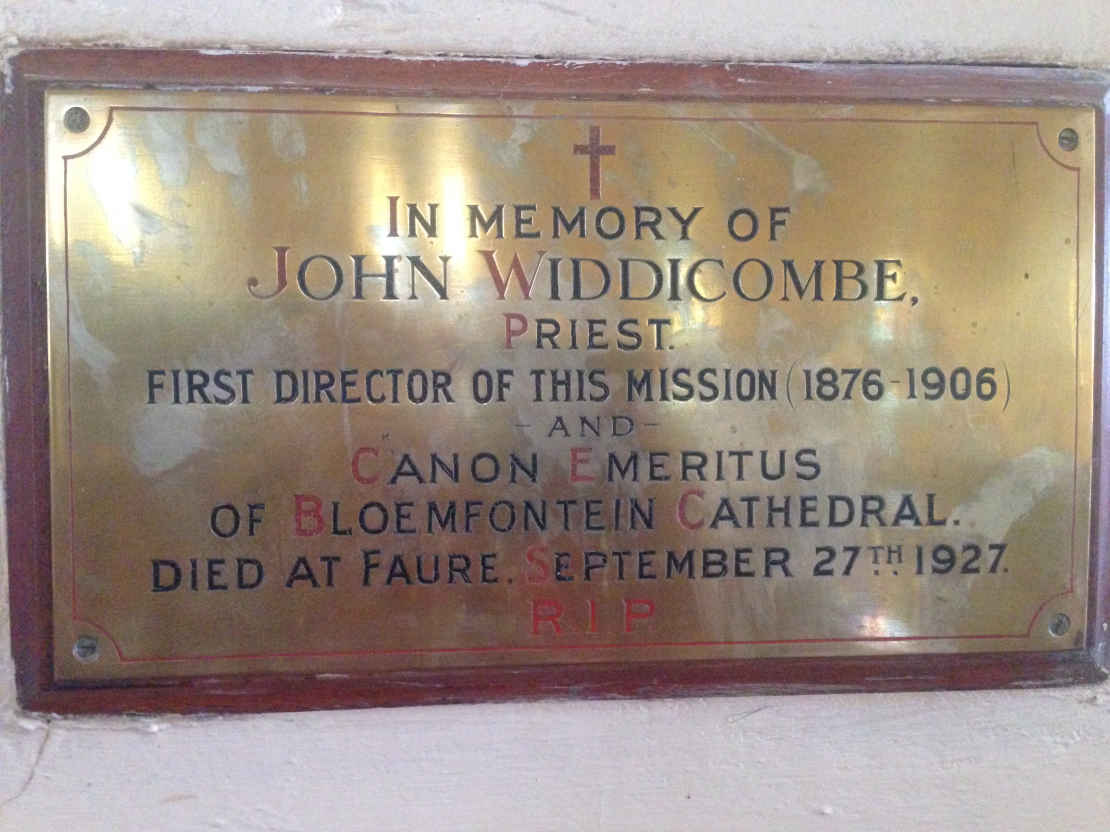 IN MEMORY OF
JOHN WIDDICOMBE,
PRIEST.
FIRST DIRECTOR OF THIS MISSION (1876-1906)
- AND -
CANON EMERITUS
OF BLOEMFONTEIN CATHEDRAL.
DIED AT FAURE. SEPTEMBER 27TH 1927.
R I P